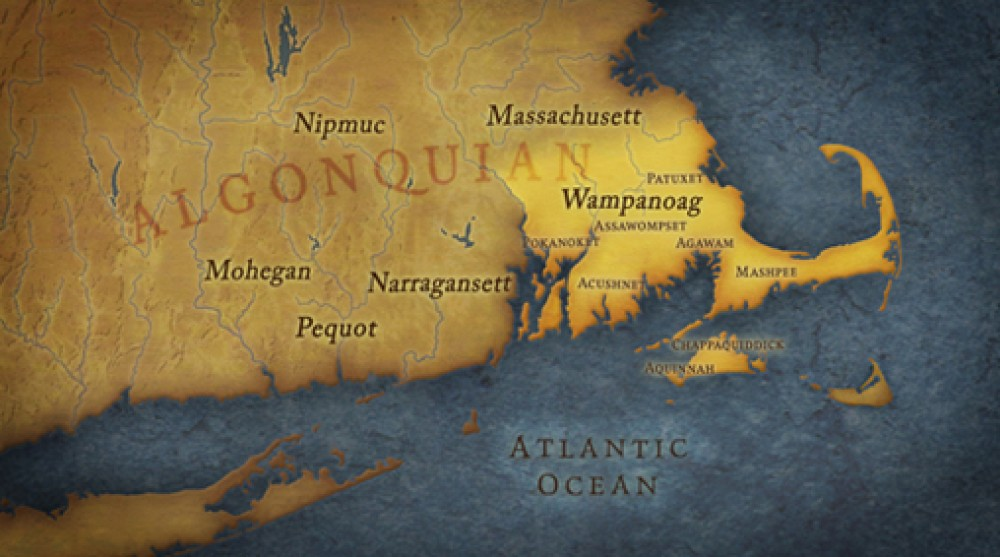 Massachusett
Nipmuc
ALGONQUIAN
PATUXET
Wampanoag
ASSAWOMPSET
POKANOKET
AGAWAM
Mohegan
Narragansett
ACUSHNET
MASHPEE
Pequot
CHAPPAQUIDDICK
AQUINNAH
ATLANTIC
OCEAN